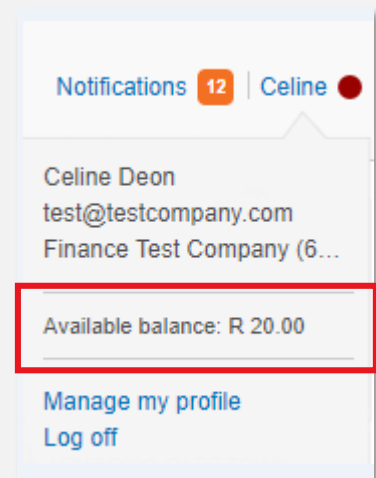 Notifications 12 Celine
Celine Deon
test@testcompany.com
Finance Test Company (6...
Available balance: R 20.00
Manage my profile
Log off